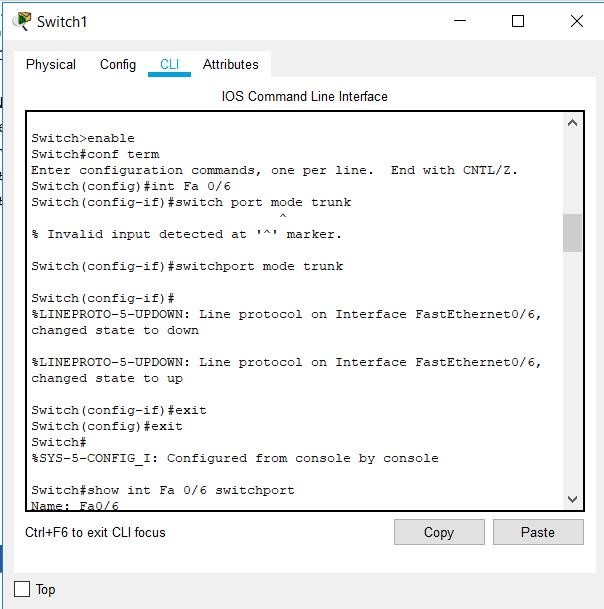 Switch1
Physical Config CLI Attributes
IOS Command Line Interface
Switch>enable
Switch#conf term
Enter configuration commands, one per line.  End with CNTL/Z.
Switch(config)#int Fa 0/6
Switch(config-if)#switch port mode trunk
^
% Invalid input detected at '^' marker.
Switch(config-if)#switchport mode trunk
Switch(config-if)#
%LINEPROTO-5-UPDOWN: Line protocol on Interface FastEthernet0/6,
changed state to down
%LINEPROTO-5-UPDOWN: Line protocol on Interface FastEthernet0/6,
changed state to up
Switch(config-if)#exit
Switch(config)#exit
Switch#
%SYS-5-CONFIG_I: Configured from console by console
Switch#show int Fa 0/6 switchport
Name: Fa0/6
Ctrl+F6 to exit CLI focus
Copy Paste
Top